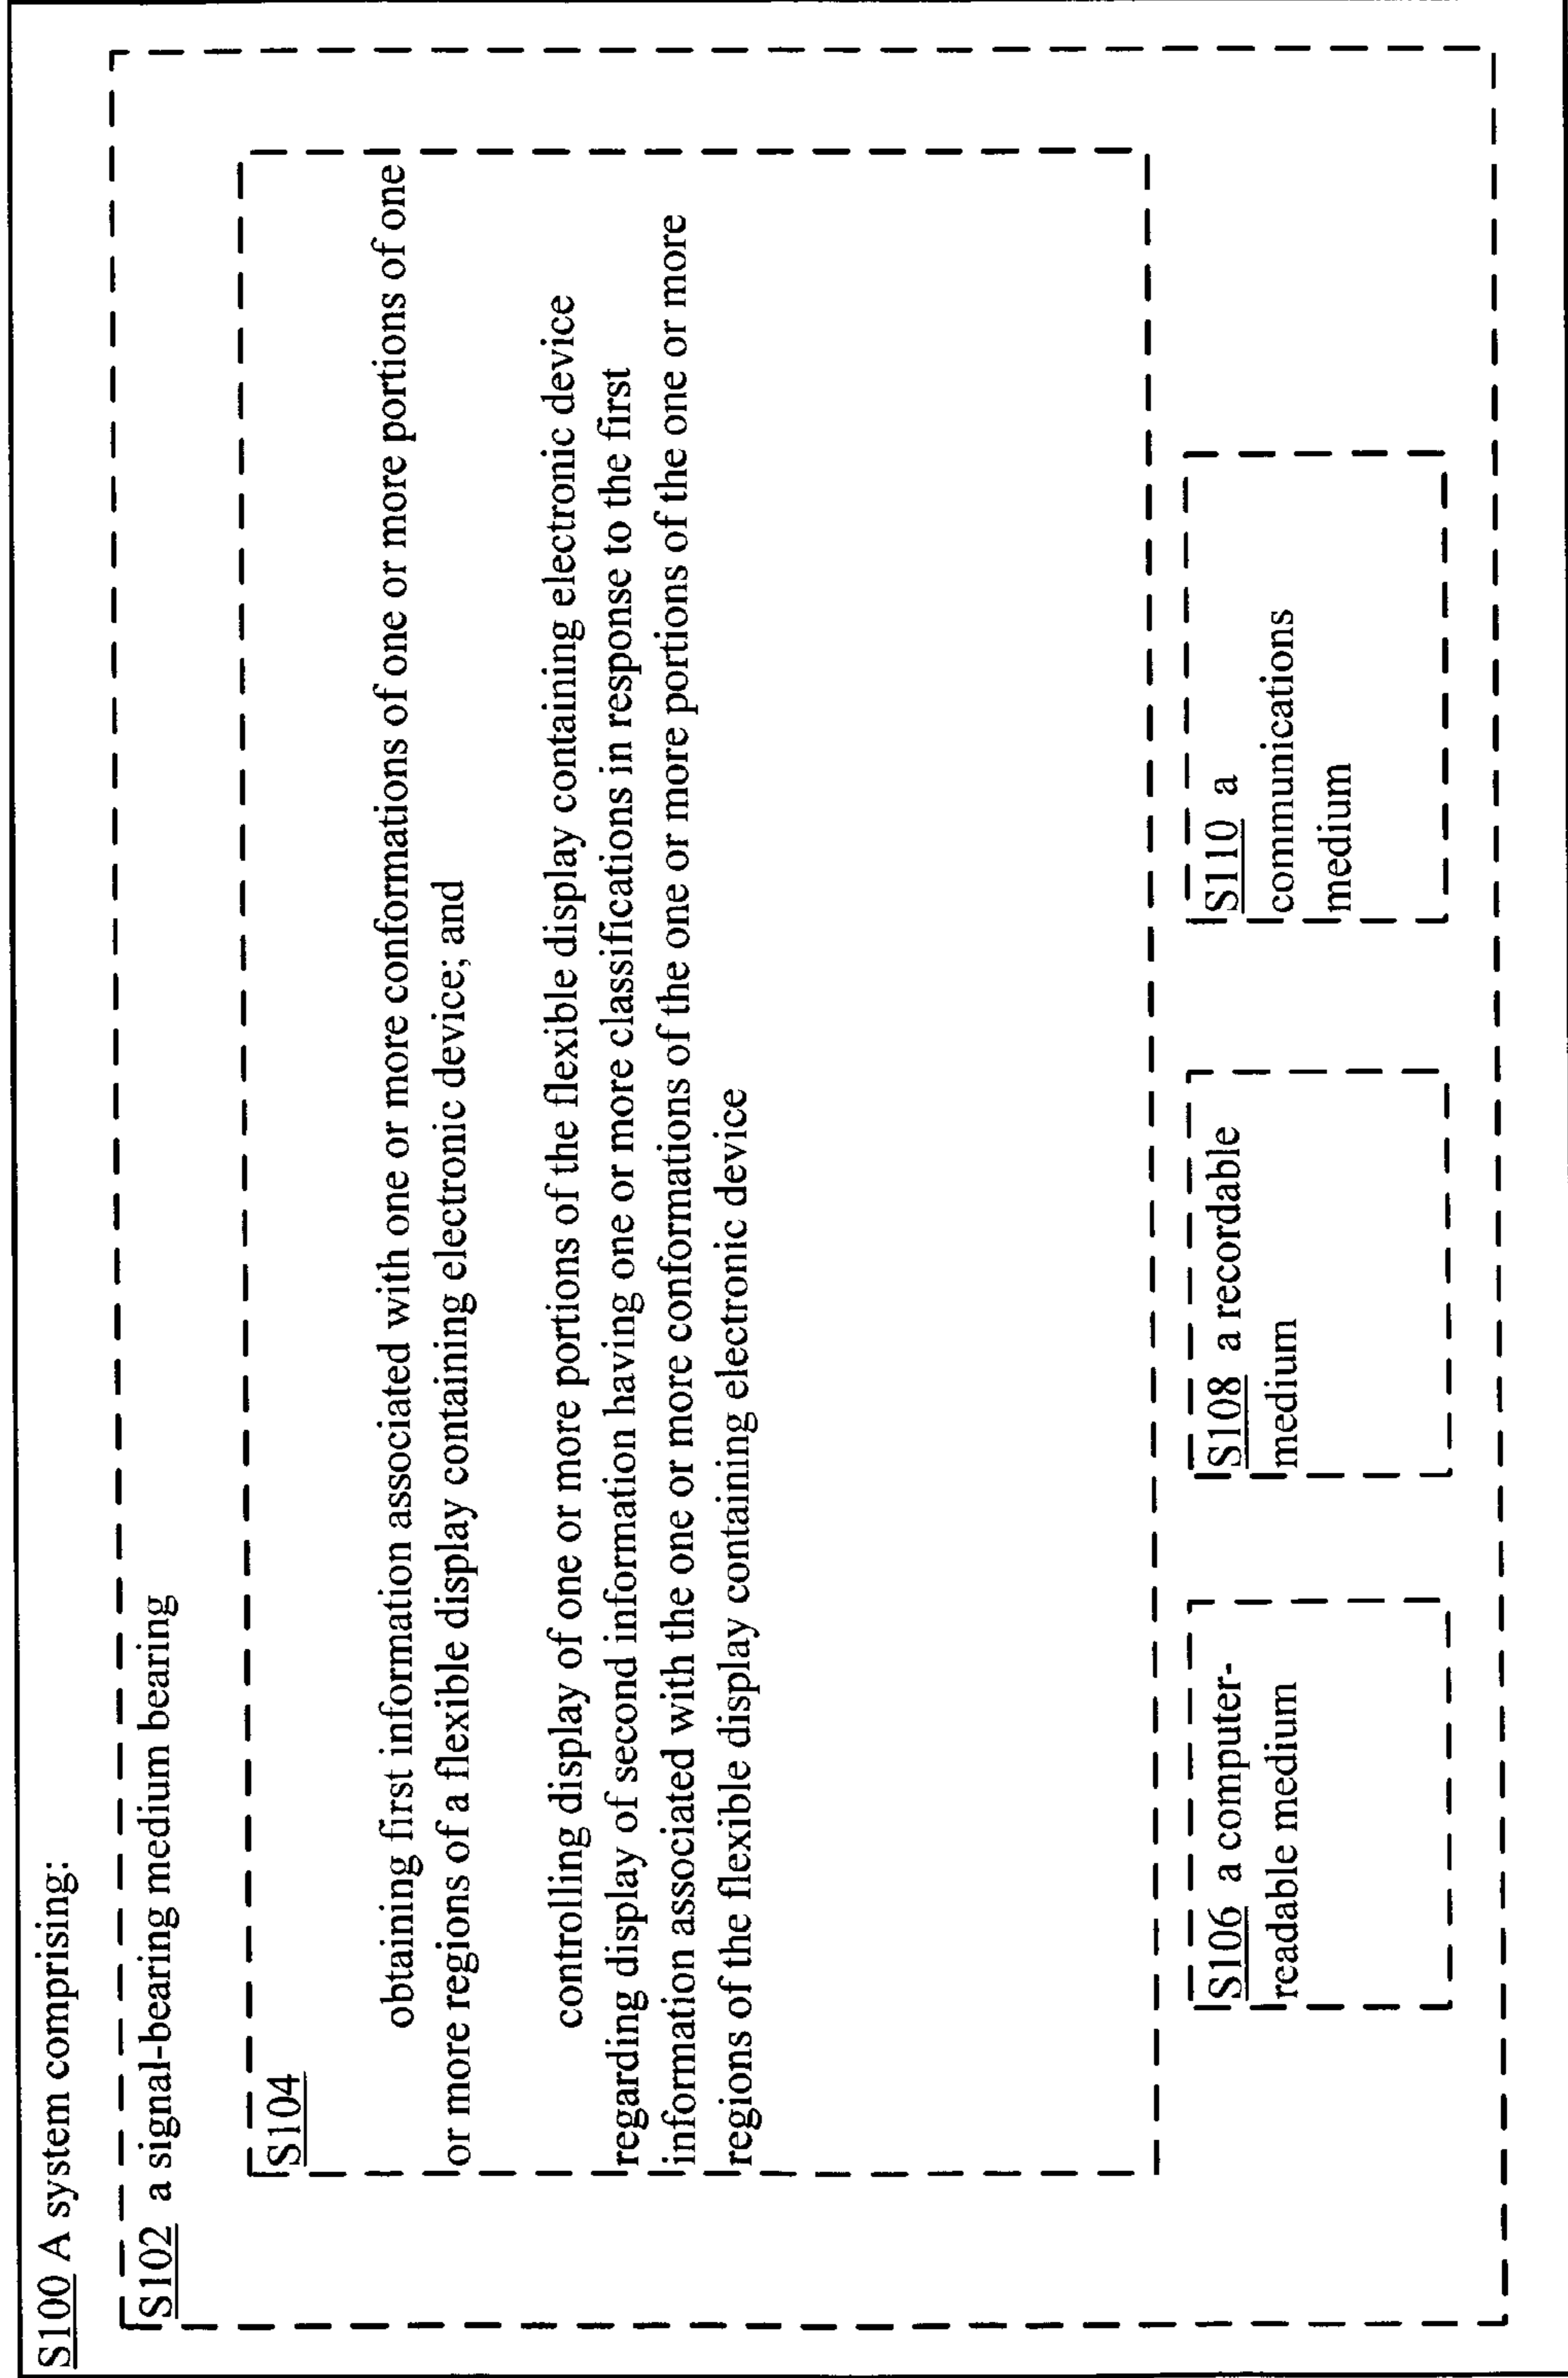 S100 A system comprising:
S102 a signal-bearing medium bearing
S104
obtaining first information associated with one or more conformations of one or more portions of one
or more regions of a flexible display containing electronic device; and
controlling display of one or more portions of the flexible display containing electronic device
regarding display of second information having one or more classifications in response to the first
information associated with the one or more conformations of the one or more portions of the one or more
regions of the flexible display containing electronic device
S106 a computer-
readable medium
S108 a recordable
medium
S110 a
communications
medium